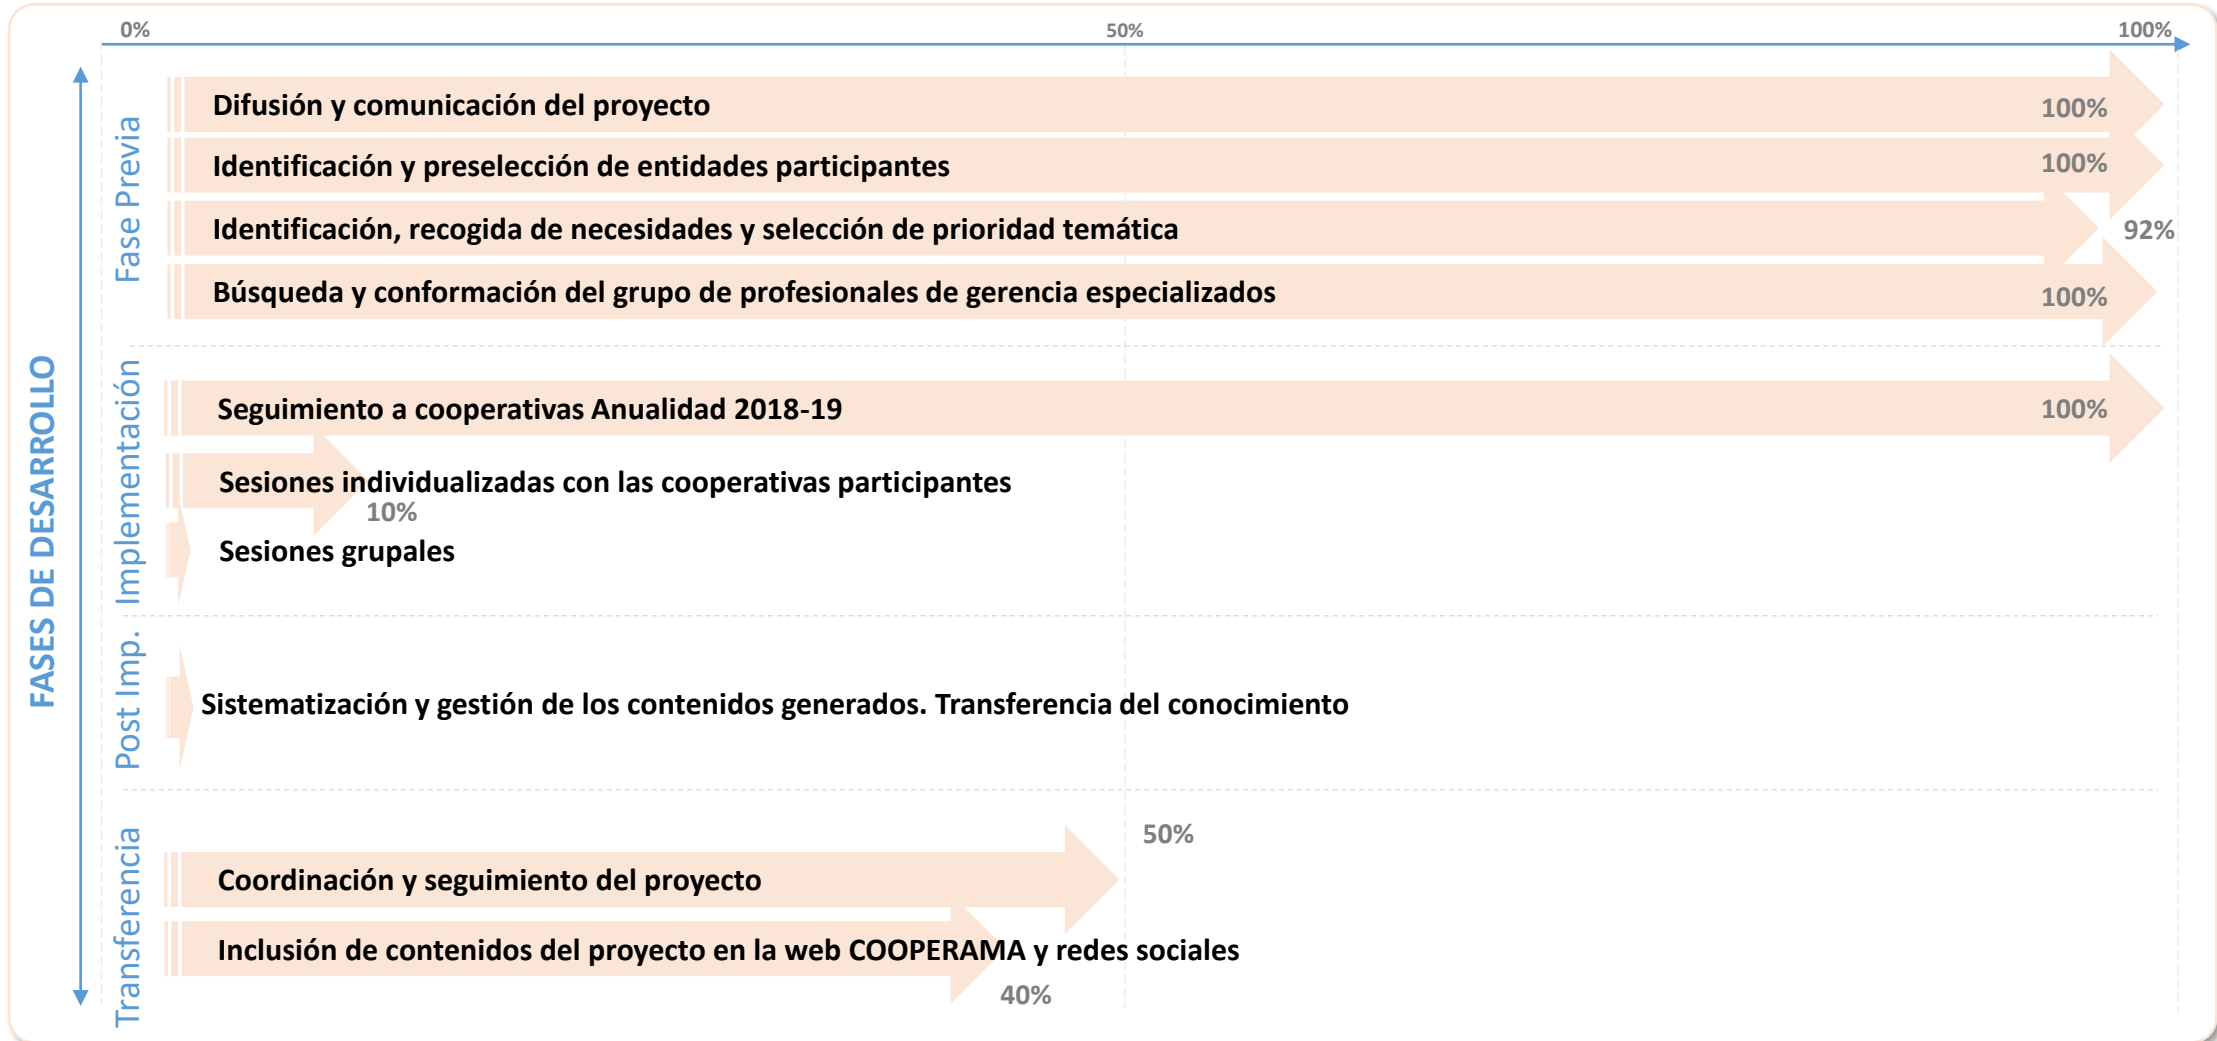 0%
50%
100%
FASES DE DESARROLLO
Fase Previa
Difusión y comunicación del proyecto
100%
Identificación y preselección de entidades participantes
100%
Identificación, recogida de necesidades y selección de prioridad temática
92%
Búsqueda y conformación del grupo de profesionales de gerencia especializados
100%
Implementación
Seguimiento a cooperativas Anualidad 2018-19
100%
Sesiones individualizadas con las cooperativas participantes
10%
Sesiones grupales
Post Imp.
Sistematización y gestión de los contenidos generados. Transferencia del conocimiento
Transferencia
50%
Coordinación y seguimiento del proyecto
Inclusión de contenidos del proyecto en la web COOPERAMA y redes sociales
40%